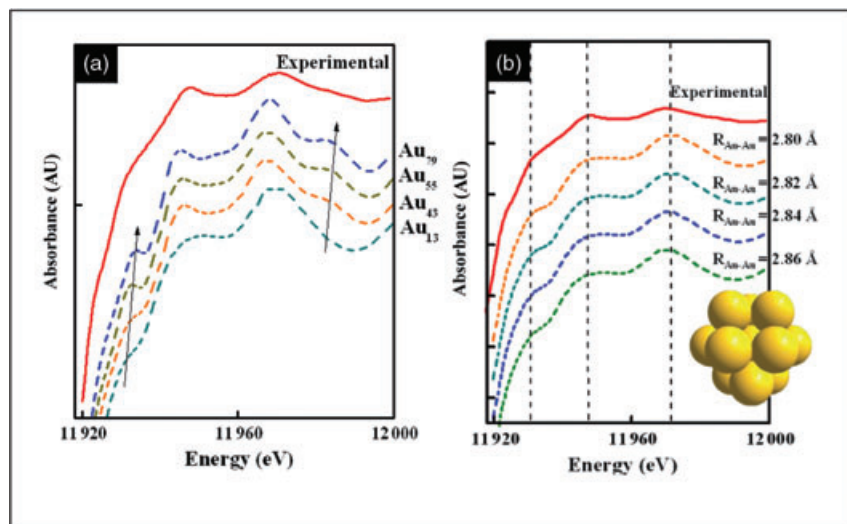 (a)
Experimental
Au79
Au55
Au43
Au13
Absorbance (AU)
11 920
11 960
12 000
Energy (eV)
(b)
Experimental
RAu-Au = 2.80 Å
RAu-Au = 2.82 Å
RAu-Au = 2.84 Å
RAu-Au = 2.86 Å
Absorbance (AU)
11 920
11 960
12 000
Energy (eV)